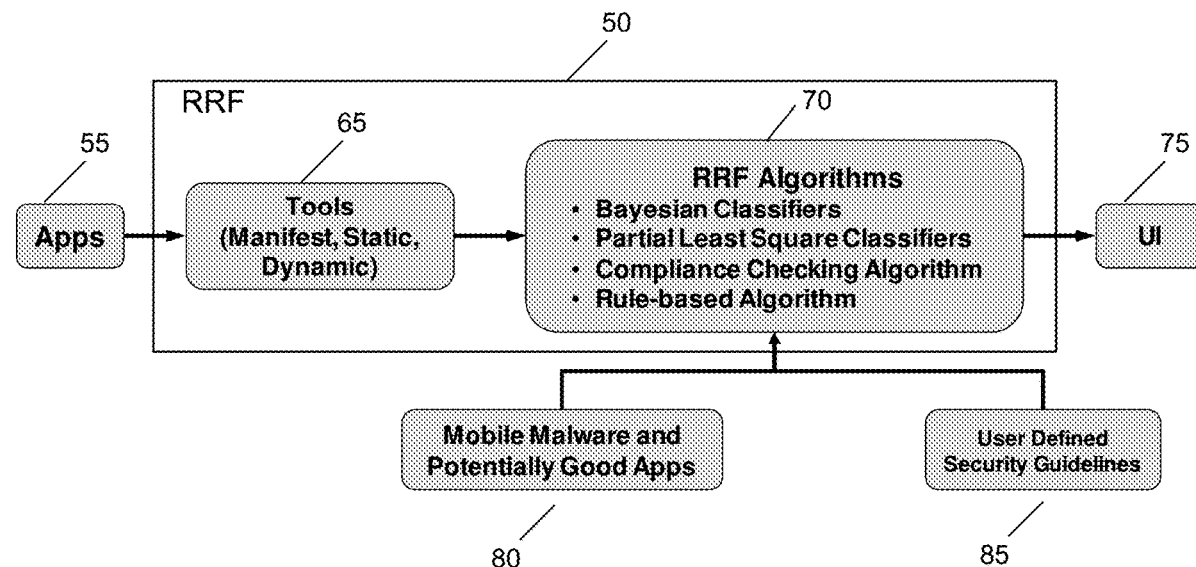 50
RRF
70
65
55
75
Apps
Tools
(Manifest, Static,
Dynamic)
RRF Algorithms
• Bayesian Classifiers
• Partial Least Square Classifiers
• Compliance Checking Algorithm
• Rule-based Algorithm
UI
Mobile Malware and
Potentially Good Apps
User Defined
Security Guidelines
80
85